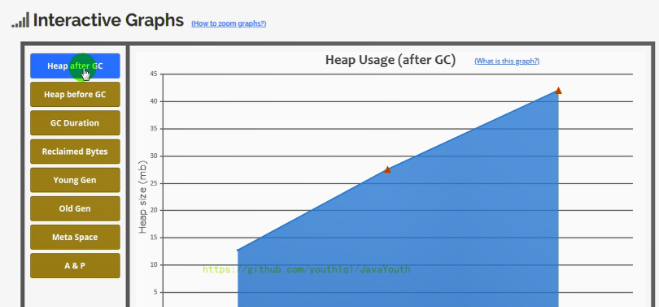 Interactive Graphs (How to zoom graphs?)
Heap after GC
Heap before GC
GC Duration
Reclaimed Bytes
Young Gen
Old Gen
Meta Space
A & P
Heap Usage (after GC) (What is this graph?)
Heap size (mb)
45
40
35
30
25
20
15
10
5
https://github.com/youthlql/JavaYouth